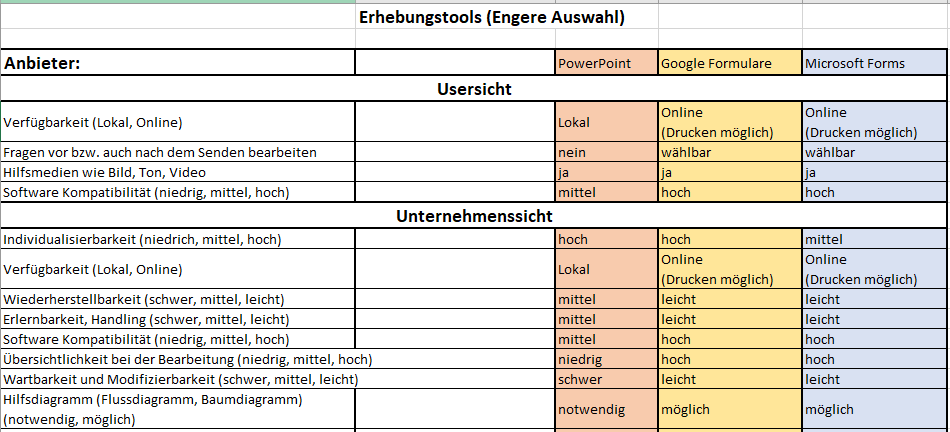 Erhebungstools (Engere Auswahl)
Anbieter: PowerPoint Google Formulare Microsoft Forms
Usersicht
Verfügbarkeit (Lokal, Online) Lokal Online (Drucken möglich) Online (Drucken möglich)
Fragen vor bzw. auch nach dem Senden bearbeiten nein wählbar wählbar
Hilfsmedien wie Bild, Ton, Video ja ja ja
Software Kompatibilität (niedrig, mittel, hoch) mittel hoch hoch
Unternehmenssicht
Individualisierbarkeit (niedrich, mittel, hoch) hoch hoch mittel
Verfügbarkeit (Lokal, Online) Lokal Online (Drucken möglich) Online (Drucken möglich)
Wiederherstellbarkeit (schwer, mittel, leicht) mittel leicht leicht
Erlernbarkeit, Handling (schwer, mittel, leicht) mittel leicht leicht
Software Kompatibilität (niedrig, mittel, hoch) mittel hoch hoch
Übersichtlichkeit bei der Bearbeitung (niedrig, mittel, hoch) niedrig hoch hoch
Wartbarkeit und Modifizierbarkeit (schwer, mittel, leicht) schwer leicht leicht
Hilfsdiagramm (Flussdiagramm, Baumdiagramm)
(notwendig, möglich) notwendig möglich möglich